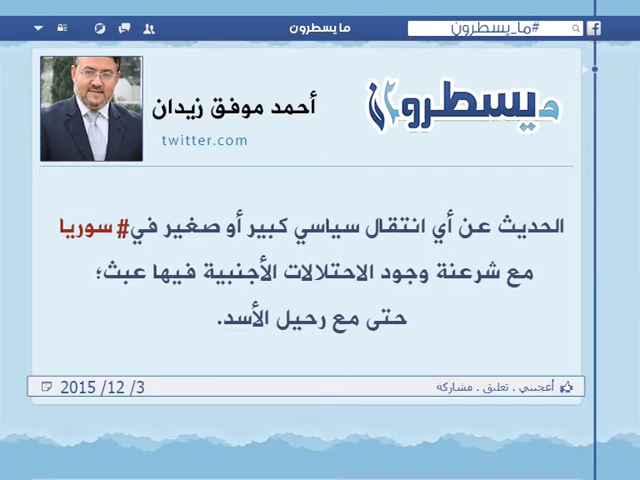 ما يسطرون
#ما_يسطرون
ما يسطرون
أحمد موفق زيدان
twitter.com
الحديث عن أي انتقال سياسي كبير أو صغير في# سوريا
مع شرعنة وجود الاحتلالات الأجنبية فيها عبث؛
حتى مع رحيل الأسد.
أعجبني . تعليق . مشاركه
2015 /12 /3